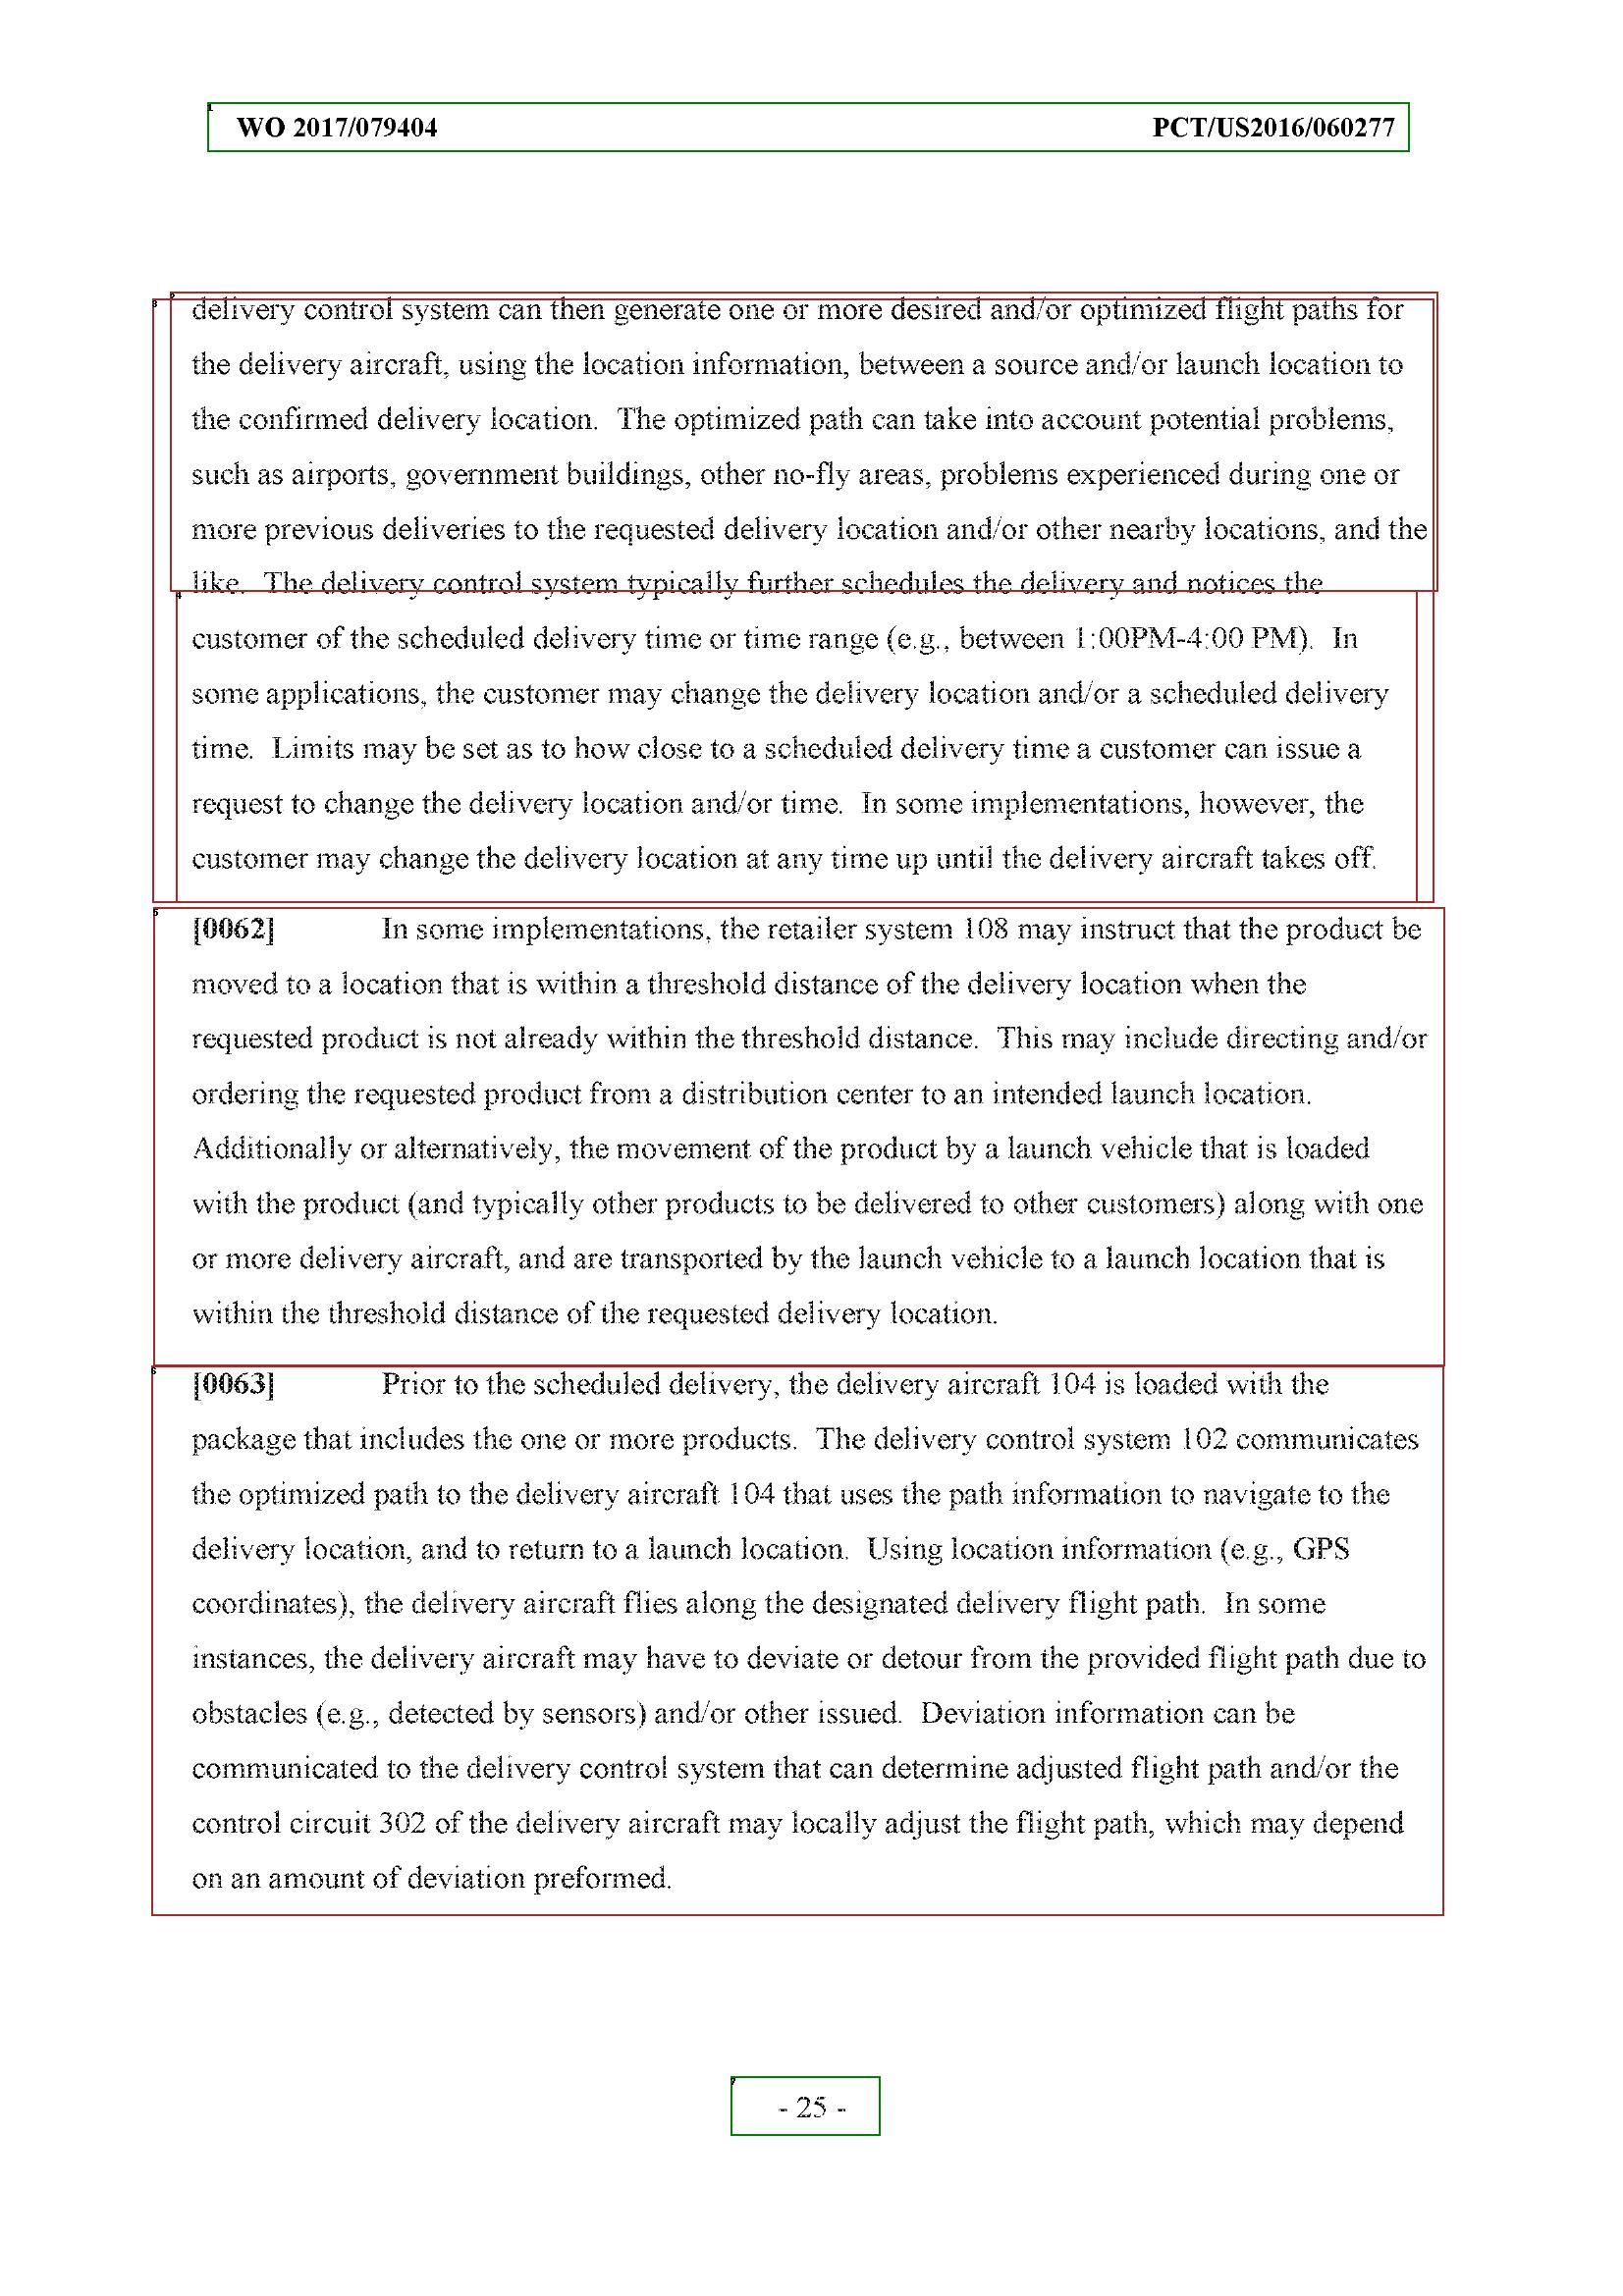 WO 2017/079404 PCT/US2016/060277
delivery control system can then generate one or more desired and/or optimized flight paths for
the delivery aircraft, using the location information, between a source and/or launch location to
the confirmed delivery location.  The optimized path can take into account potential problems,
such as airports, government buildings, other no-fly areas, problems experienced during one or
more previous deliveries to the requested delivery location and/or other nearby locations, and the
like.  The delivery control system typically further schedules the delivery and notices the
customer of the scheduled delivery time or time range (e.g., between 1:00PM-4:00 PM).  In
some applications, the customer may change the delivery location and/or a scheduled delivery
time.  Limits may be set as to how close to a scheduled delivery time a customer can issue a
request to change the delivery location and/or time.  In some implementations, however, the
customer may change the delivery location at any time up until the delivery aircraft takes off.
[0062] In some implementations, the retailer system 108 may instruct that the product be
moved to a location that is within a threshold distance of the delivery location when the
requested product is not already within the threshold distance.  This may include directing and/or
ordering the requested product from a distribution center to an intended launch location.
Additionally or alternatively, the movement of the product by a launch vehicle that is loaded
with the product (and typically other products to be delivered to other customers) along with one
or more delivery aircraft, and are transported by the launch vehicle to a launch location that is
within the threshold distance of the requested delivery location.
[0063] Prior to the scheduled delivery, the delivery aircraft 104 is loaded with the
package that includes the one or more products.  The delivery control system 102 communicates
the optimized path to the delivery aircraft 104 that uses the path information to navigate to the
delivery location, and to return to a launch location.  Using location information (e.g., GPS
coordinates), the delivery aircraft flies along the designated delivery flight path.  In some
instances, the delivery aircraft may have to deviate or detour from the provided flight path due to
obstacles (e.g., detected by sensors) and/or other issued.  Deviation information can be
communicated to the delivery control system that can determine adjusted flight path and/or the
control circuit 302 of the delivery aircraft may locally adjust the flight path, which may depend
on an amount of deviation preformed.
- 25 -